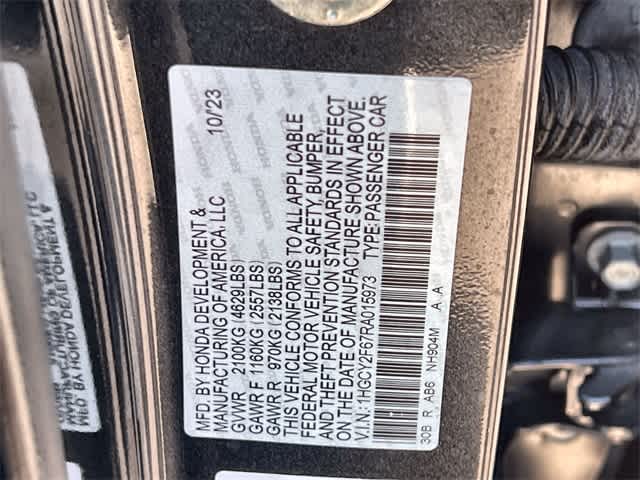 MFD. BY HONDA DEVELOPMENT &
MANUFACTURING OF AMERICA, LLC 10/23
GVWR 2100KG (4629LBS)
GAWR F 1160KG (2557LBS)
GAWR R 970KG (2138LBS)
THIS VEHICLE CONFORMS TO ALL APPLICABLE
FEDERAL MOTOR VEHICLE SAFETY, BUMPER,
AND THEFT PREVENTION STANDARDS IN EFFECT
ON THE DATE OF MANUFACTURE SHOWN ABOVE.
V.I.N.: 1HGCY2F67RA015973 TYPE:PASSENGER CAR
30B R AB6 NH904M A A